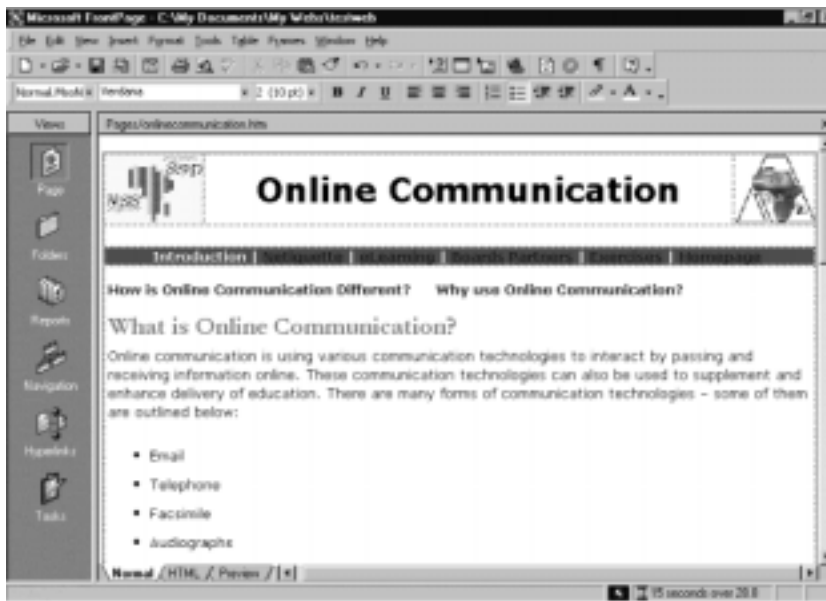 Microsoft FrontPage - C:\My Documents\My Webs\testweb
File Edit View Insert Format Tools Table Frames Window Help
Verdana 2 (10 pt) B I U A
Views Pages/onlinecommunication.htm
Page
Folders
Reports
Navigation
Hyperlinks
Tasks
Online Communication
Introduction | Netiquette | eLearning | Boards Partners | Exercises | Homepage
How is Online Communication Different? Why use Online Communication?
What is Online Communication?
Online communication is using various communication technologies to interact by passing and
receiving information online. These communication technologies can also be used to supplement and
enhance delivery of education. There are many forms of communication technologies – some of them
are outlined below:
• Email
• Telephone
• Facsimile
• Audiographs
Normal / HTML / Preview /
15 seconds over 28.8